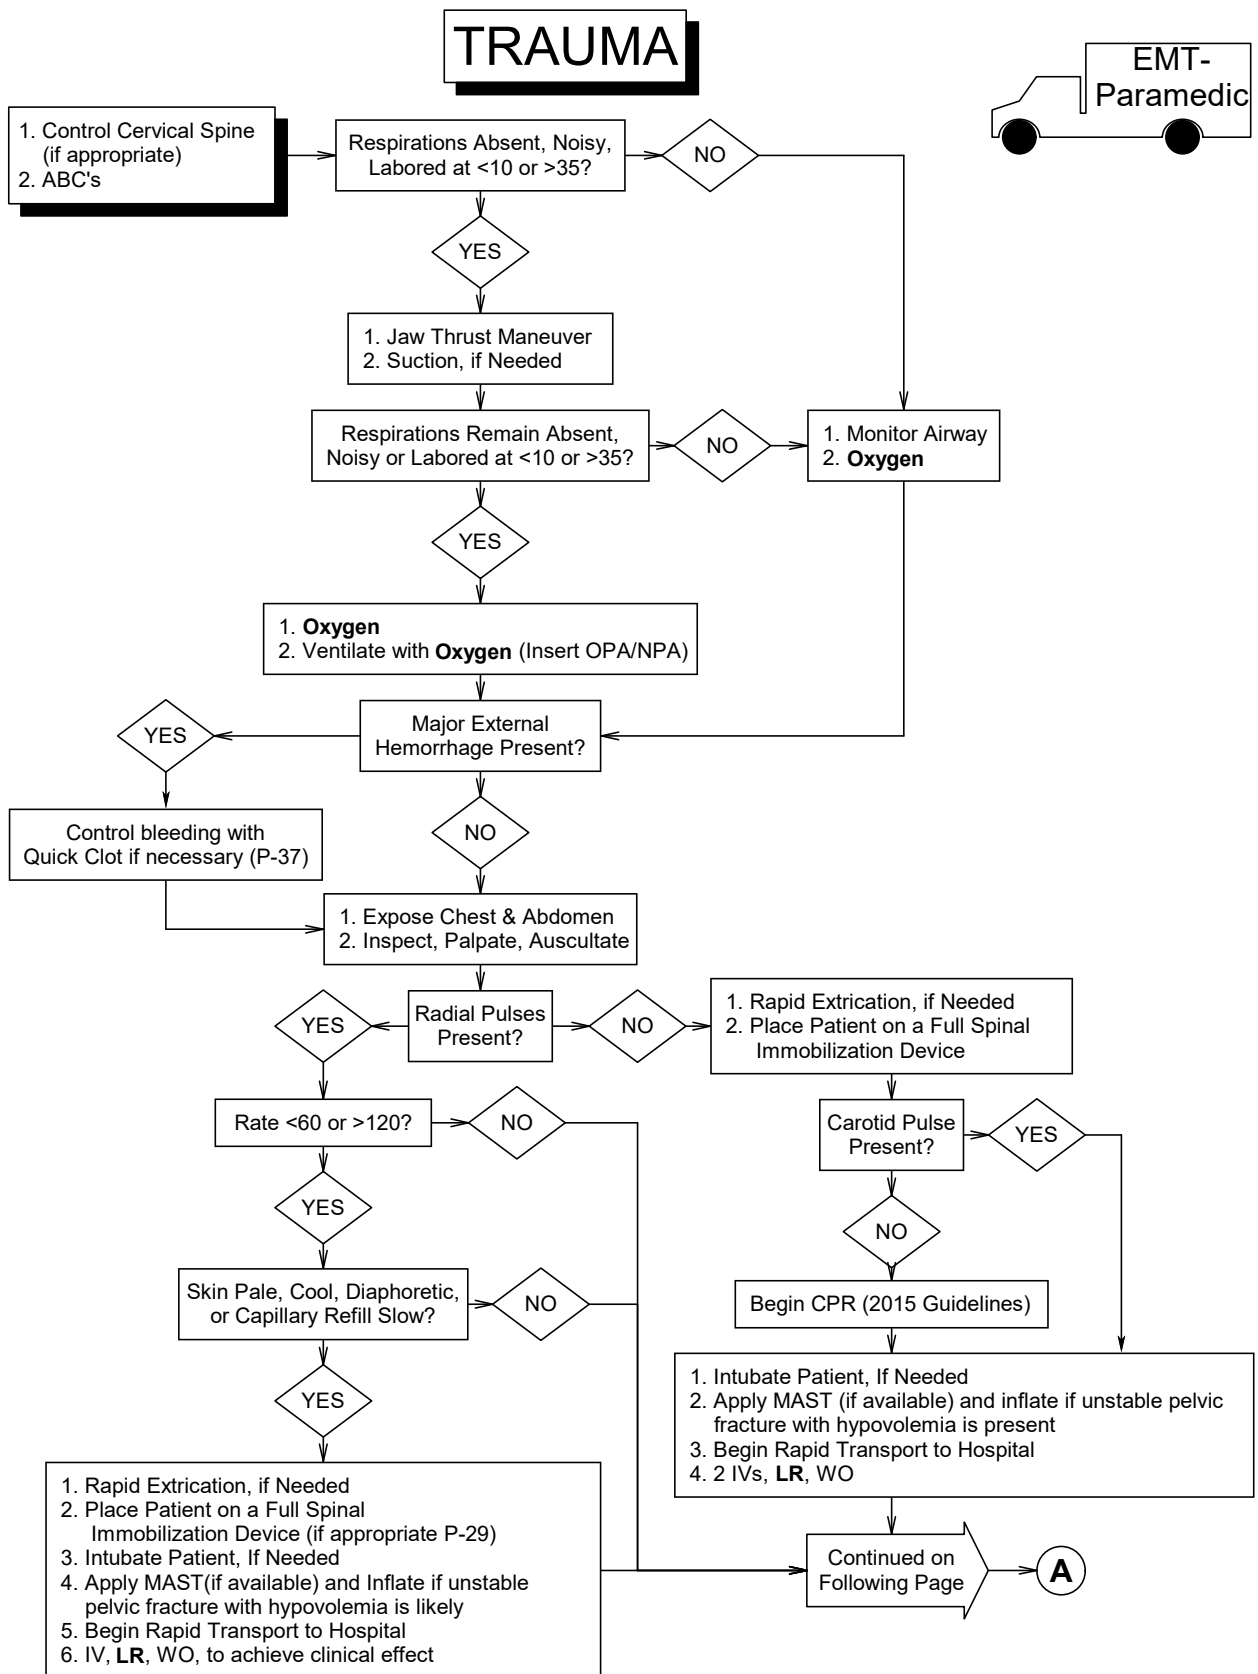 TRAUMA
EMT-
Paramedic
1. Control Cervical Spine
(if appropriate)
2. ABC's
Respirations Absent, Noisy,
Labored at <10 or >35?
NO
YES
1. Jaw Thrust Maneuver
2. Suction, if Needed
Respirations Remain Absent,
Noisy or Labored at <10 or >35?
NO
1. Monitor Airway
2. Oxygen
YES
1. Oxygen
2. Ventilate with Oxygen (Insert OPA/NPA)
Major External
Hemorrhage Present?
YES
NO
Control bleeding with
Quick Clot if necessary (P-37)
1. Expose Chest & Abdomen
2. Inspect, Palpate, Auscultate
Radial Pulses
Present?
YES
NO
1. Rapid Extrication, if Needed
2. Place Patient on a Full Spinal
Immobilization Device
Rate <60 or >120?
NO
Carotid Pulse
Present?
YES
YES
NO
Skin Pale, Cool, Diaphoretic,
or Capillary Refill Slow?
NO
Begin CPR (2015 Guidelines)
YES
1. Intubate Patient, If Needed
2. Apply MAST (if available) and inflate if unstable pelvic
fracture with hypovolemia is present
3. Begin Rapid Transport to Hospital
4. 2 IVs, LR, WO
1. Rapid Extrication, if Needed
2. Place Patient on a Full Spinal
Immobilization Device (if appropriate P-29)
3. Intubate Patient, If Needed
4. Apply MAST(if available) and Inflate if unstable
pelvic fracture with hypovolemia is likely
5. Begin Rapid Transport to Hospital
6. IV, LR, WO, to achieve clinical effect
Continued on
Following Page
A